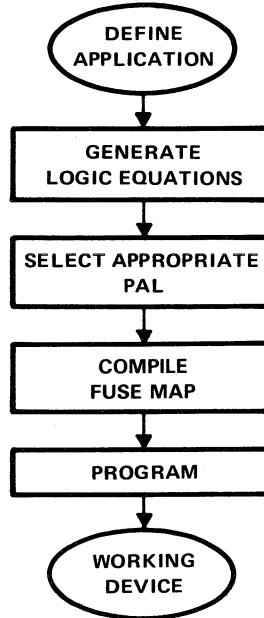 DEFINE
APPLICATION
GENERATE
LOGIC EQUATIONS
SELECT APPROPRIATE
PAL
COMPILE
FUSE MAP
PROGRAM
WORKING
DEVICE